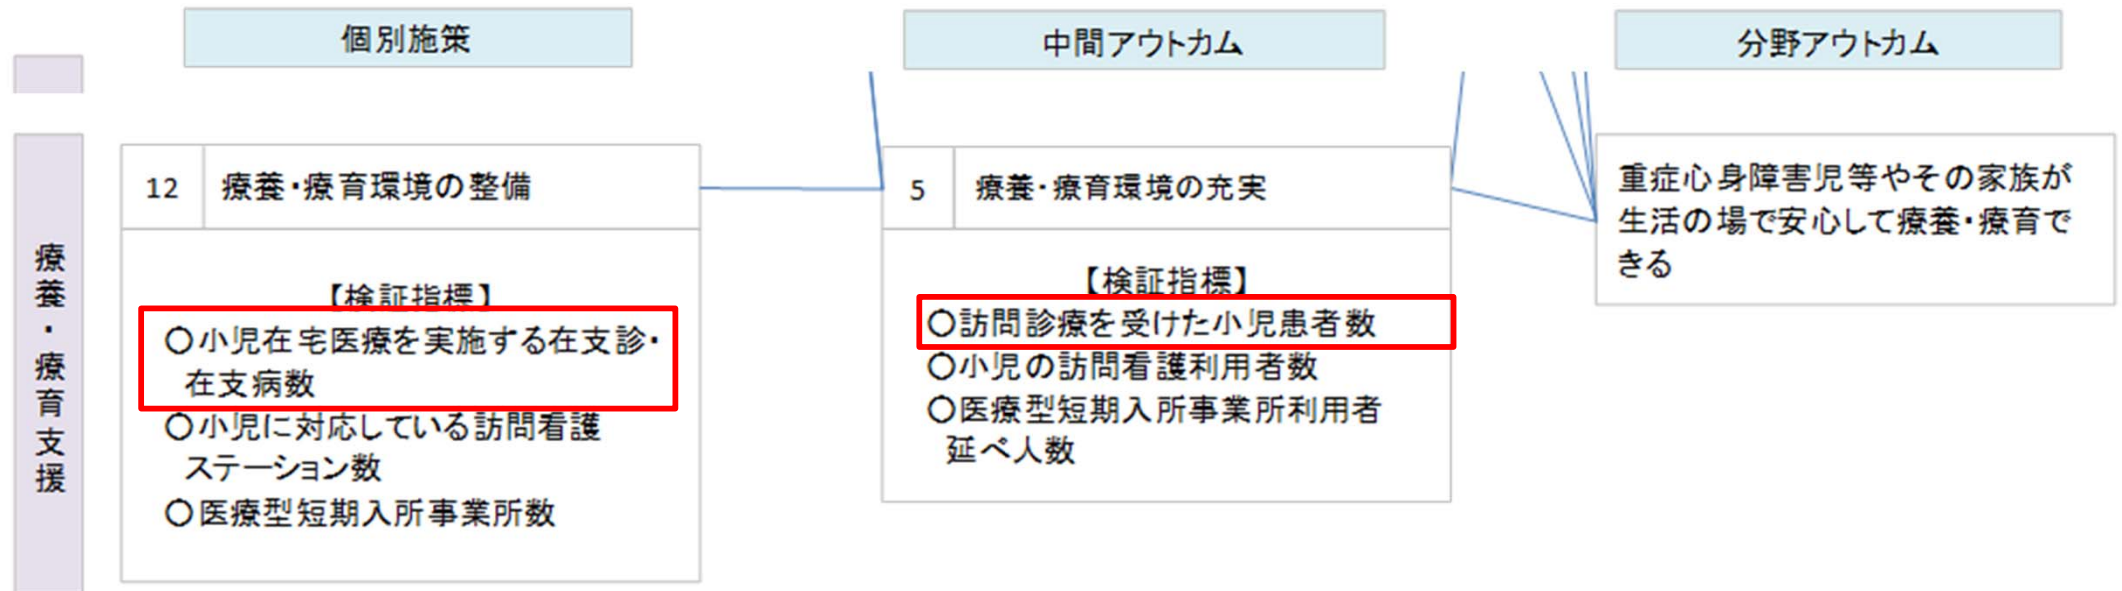 個別施策
中間アウトカム
分野アウトカム
療養・療育支援
12
療養・療育環境の整備
【検証指標】
〇小児在宅医療を実施する在支診・
在支病数
〇小児に対応している訪問看護
ステーション数
〇医療型短期入所事業所数
5
療養・療育環境の充実
【検証指標】
〇訪問診療を受けた小児患者数
〇小児の訪問看護利用者数
〇医療型短期入所事業所利用者
延べ人数
重症心身障害児等やその家族が
生活の場で安心して療養・療育で
きる